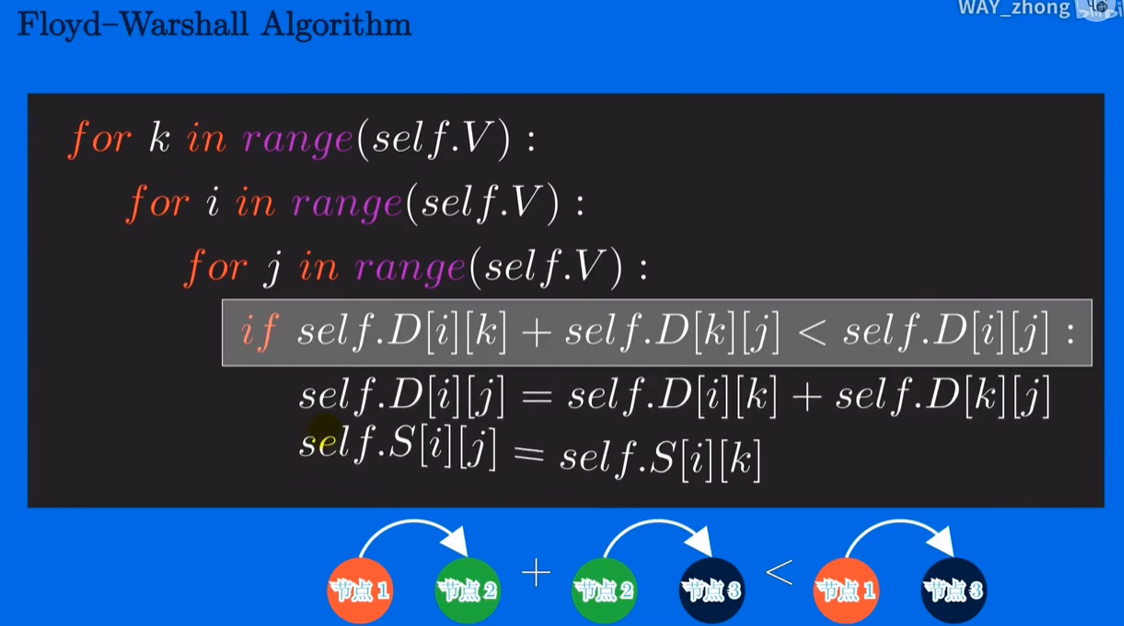 Floyd–Warshall Algorithm
WAY_zhong
for k in range(self.V) :
for i in range(self.V) :
for j in range(self.V) :
if self.D[i][k] + self.D[k][j] < self.D[i][j] :
self.D[i][j] = self.D[i][k] + self.D[k][j]
self.S[i][j] = self.S[i][k]
节点 1 节点 2 + 节点 2 节点 3 < 节点 1 节点 3